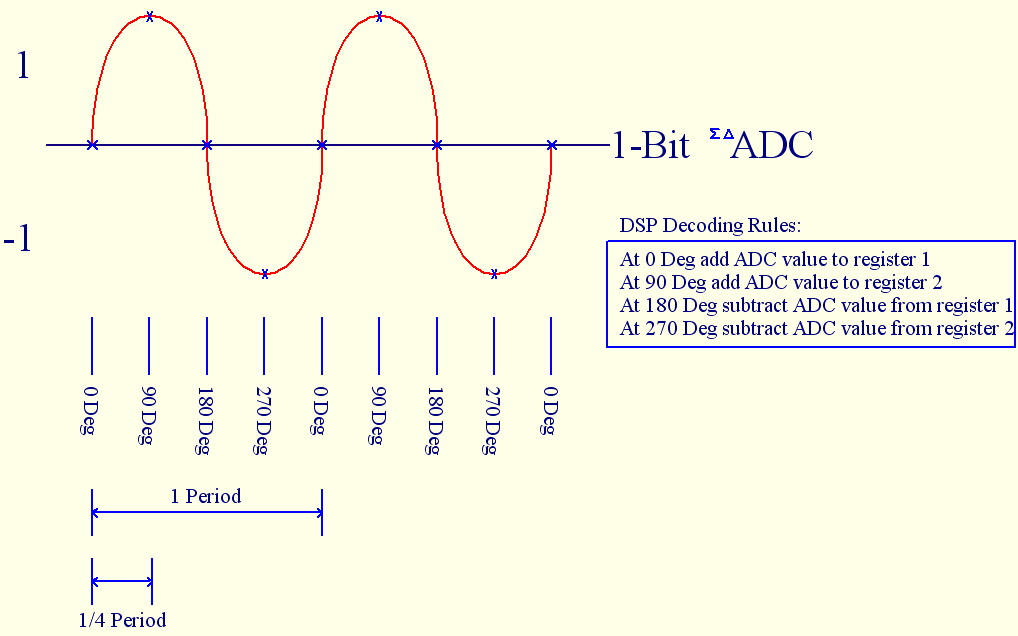 1
-1
1-Bit ΣΔADC
DSP Decoding Rules:
At 0 Deg add ADC value to register 1
At 90 Deg add ADC value to register 2
At 180 Deg subtract ADC value from register 1
At 270 Deg subtract ADC value from register 2
0 Deg
90 Deg
180 Deg
270 Deg
0 Deg
90 Deg
180 Deg
270 Deg
0 Deg
1 Period
1/4 Period